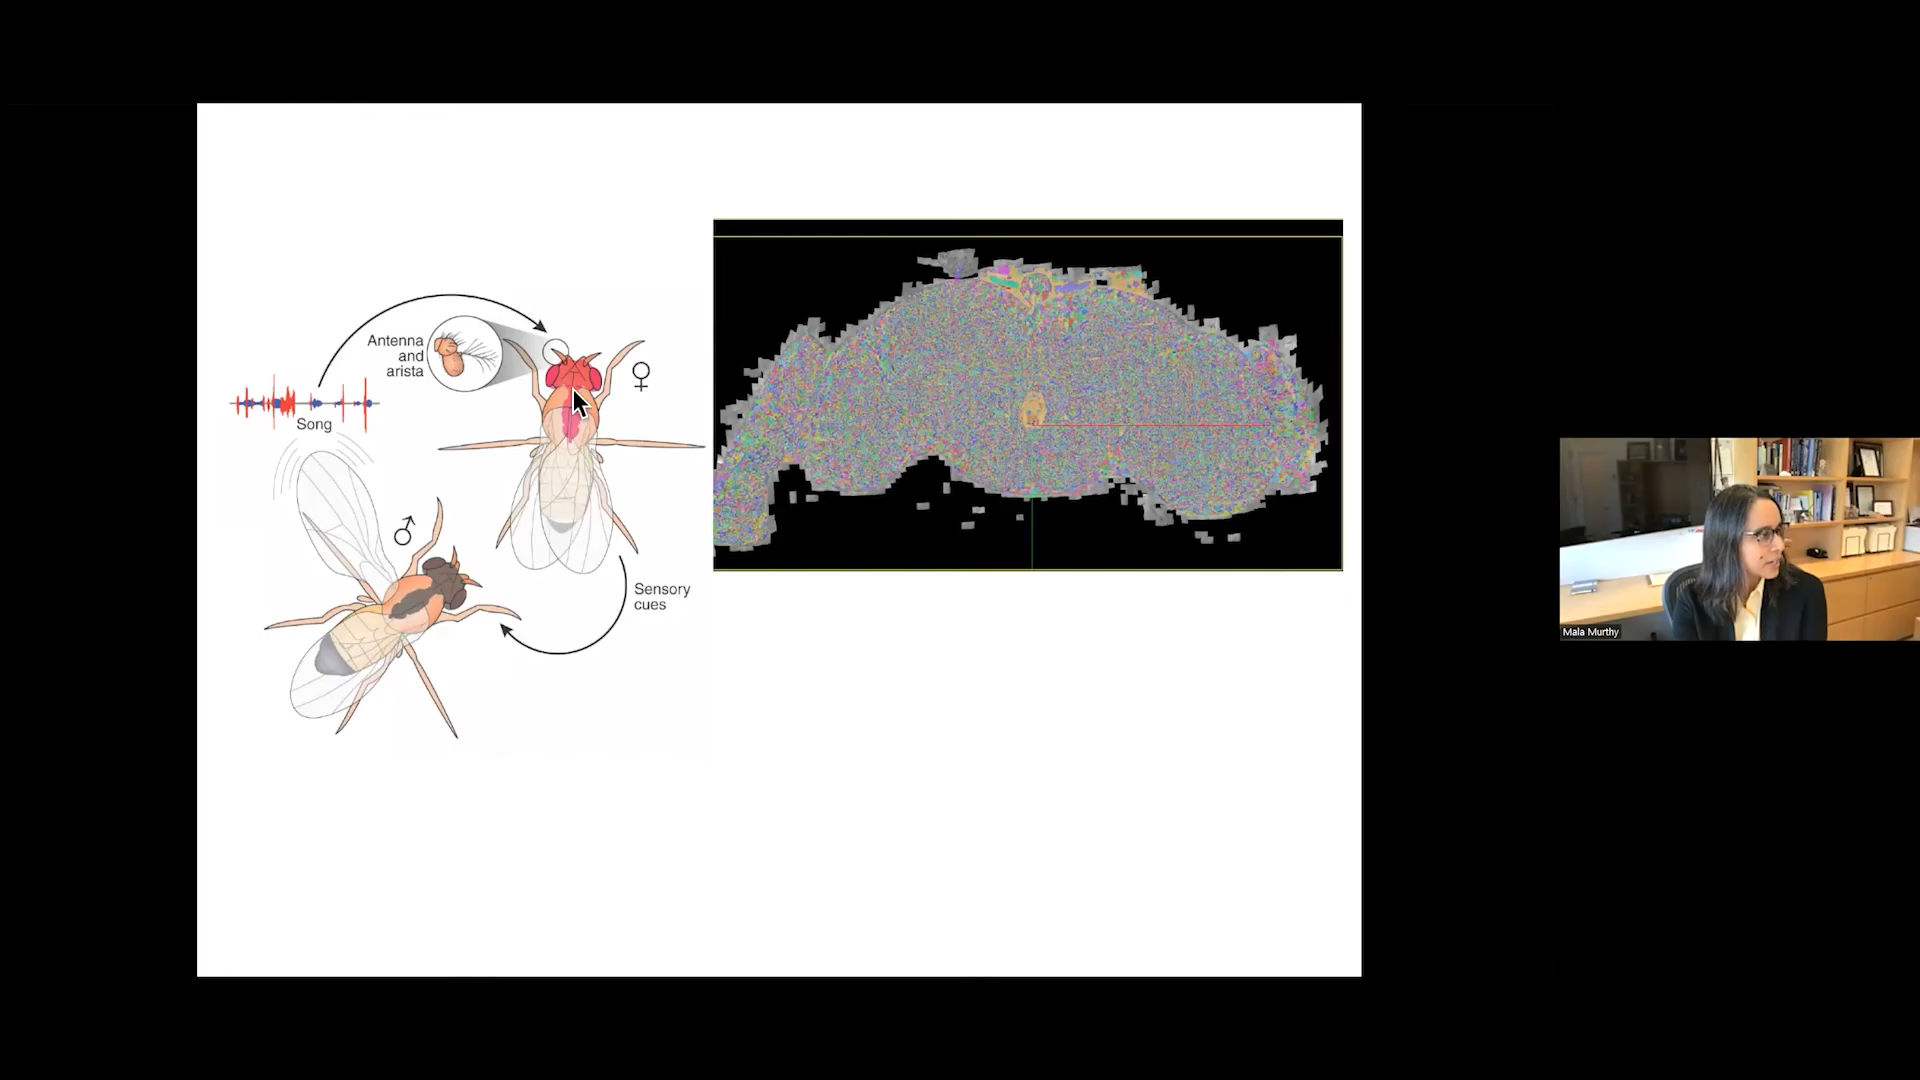 Antenna
and
arista
♀
Song
♂
Sensory
cues
Mala Murthy